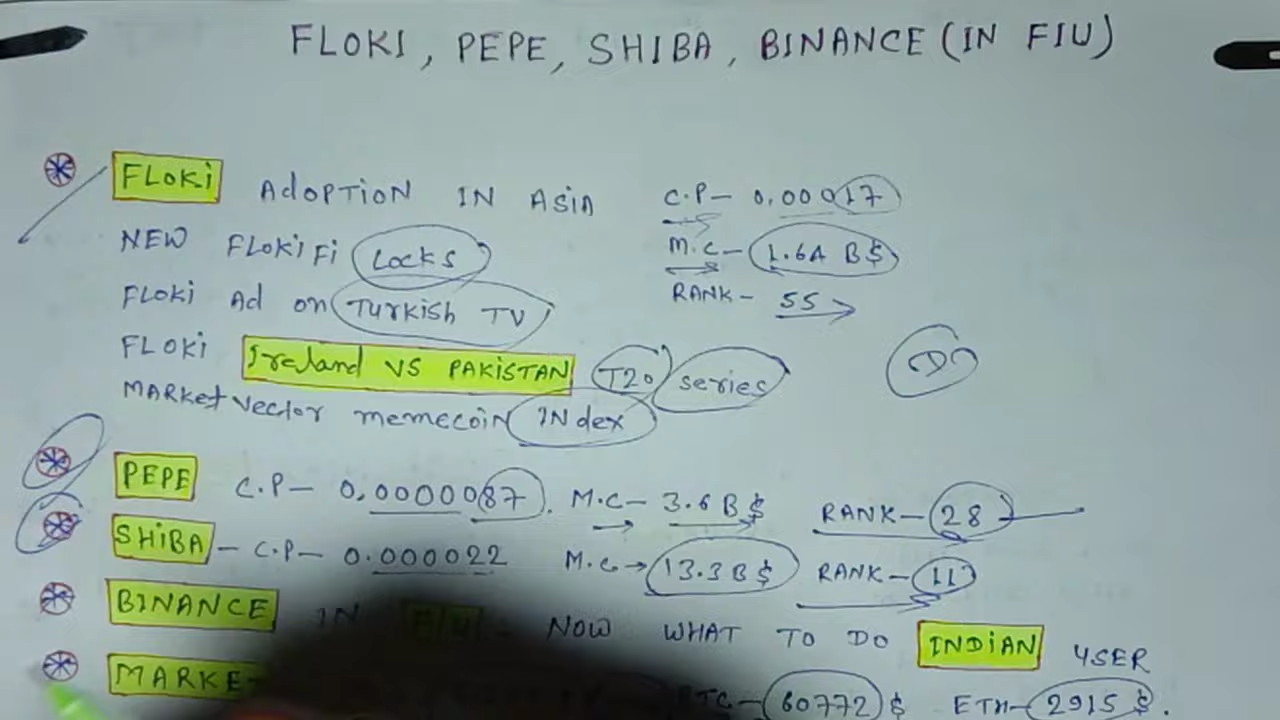 FLOKI, PEPE, SHIBA, BINANCE (IN FIU)
FLOKi ADOPTION IN ASIA C.P- 0.00017
NEW FLOKIFi LOCKS M.C- 1.6A B$
FLOKI Ad on TURKISH TV RANK- 55
FLOKI Ireland VS PAKISTAN T20 series
MARKET VECTOR memecoin INdex
PEPE C.P- 0.0000087. M.C- 3.6 B$ RANK- 28
SHIBA - C.P- 0.000022 M.C→ 13.3 B $ RANK- 11
BINANCE IN FIU - NOW WHAT TO DO INDIAN USER
MARKE BTC- 60772 $ ETH- 2915 $.